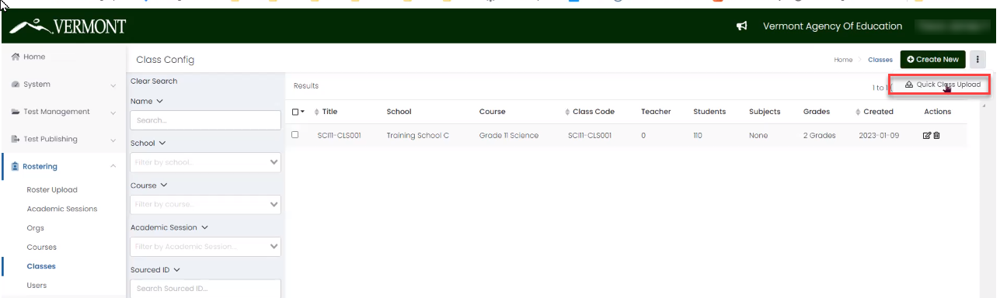 VERMONT
Vermont Agency Of Education
Home
System
Test Management
Test Publishing
Rostering
Roster Upload
Academic Sessions
Orgs
Courses
Classes
Users
Class Config
Home
Classes
Create New
Clear Search
Name
Search...
School
Filter by school...
Course
Filter by course...
Academic Session
Filter by Academic Session...
Sourced ID
Search Sourced ID...
Results
1 to 1
Quick Class Upload
Title School Course Class Code Teacher Students Subjects Grades Created Actions
SCI11-CLS001 Training School C Grade 11 Science SCI11-CLS001 0 110 None 2 Grades 2023-01-09